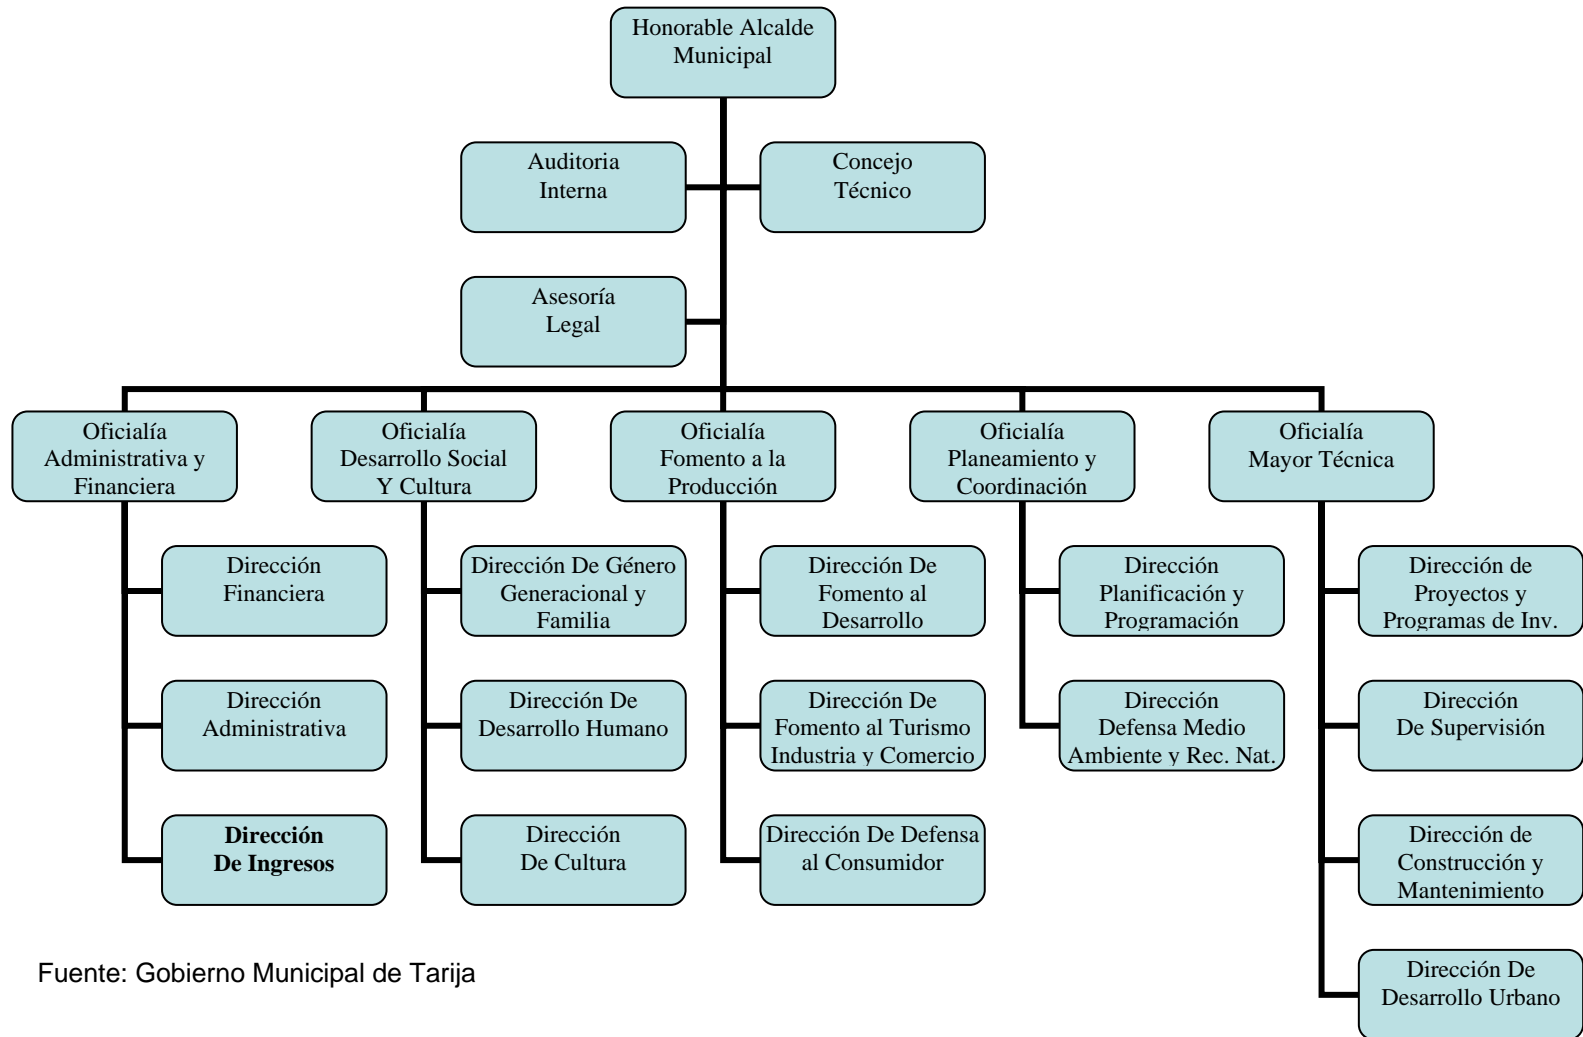 Honorable Alcalde
Municipal
Auditoria
Interna
Concejo
Técnico
Asesoría
Legal
Oficialía
Administrativa y
Financiera
Oficialía
Desarrollo Social
Y Cultura
Oficialía
Fomento a la
Producción
Oficialía
Planeamiento y
Coordinación
Oficialía
Mayor Técnica
Dirección
Financiera
Dirección De Género
Generacional y
Familia
Dirección De
Fomento al
Desarrollo
Dirección
Planificación y
Programación
Dirección de
Proyectos y
Programas de Inv.
Dirección
Administrativa
Dirección De
Desarrollo Humano
Dirección De
Fomento al Turismo
Industria y Comercio
Dirección
Defensa Medio
Ambiente y Rec. Nat.
Dirección
De Supervisión
Dirección
De Ingresos
Dirección
De Cultura
Dirección De Defensa
al Consumidor
Dirección de
Construcción y
Mantenimiento
Dirección De
Desarrollo Urbano
Fuente: Gobierno Municipal de Tarija